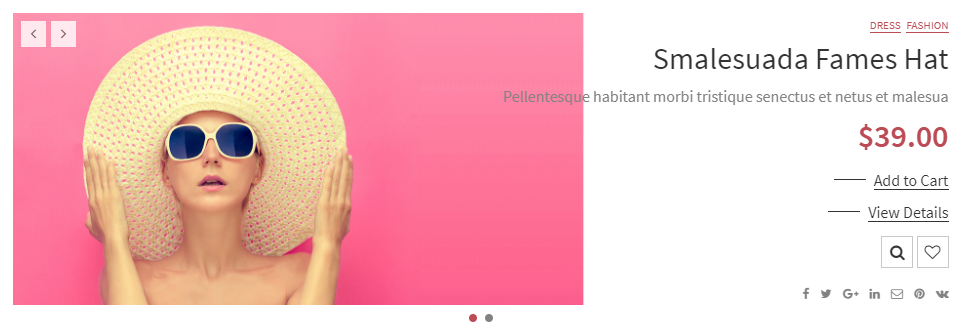 DRESS FASHION
Smalesuada Fames Hat
Pellentesque habitant morbi tristique senectus et netus et malesua
$39.00
Add to Cart
View Details